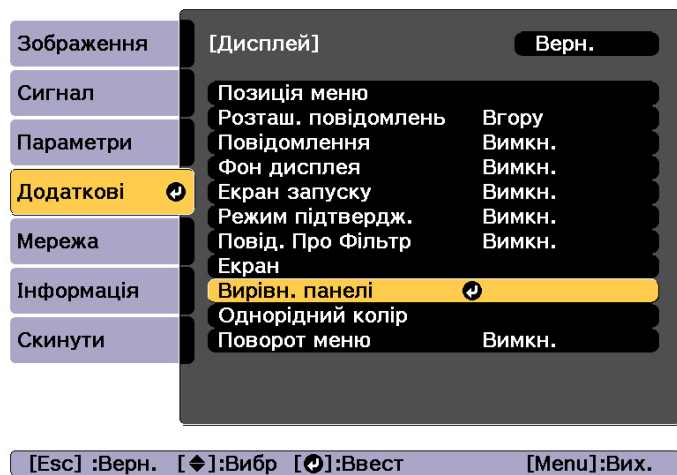 Зображення
Сигнал
Параметри
Додаткові
Мережа
Інформація
Скинути
[Дисплей] Верн.
Позиція меню
Розташ. повідомлень Вгору
Повідомлення Вимкн.
Фон дисплея Вимкн.
Екран запуску Вимкн.
Режим підтвердж. Вимкн.
Повід. Про Фільтр Вимкн.
Екран
Вирівн. панелі
Однорідний колір
Поворот меню Вимкн.
[Esc] :Верн. [◆]:Вибр [⏎]:Ввест [Menu]:Вих.